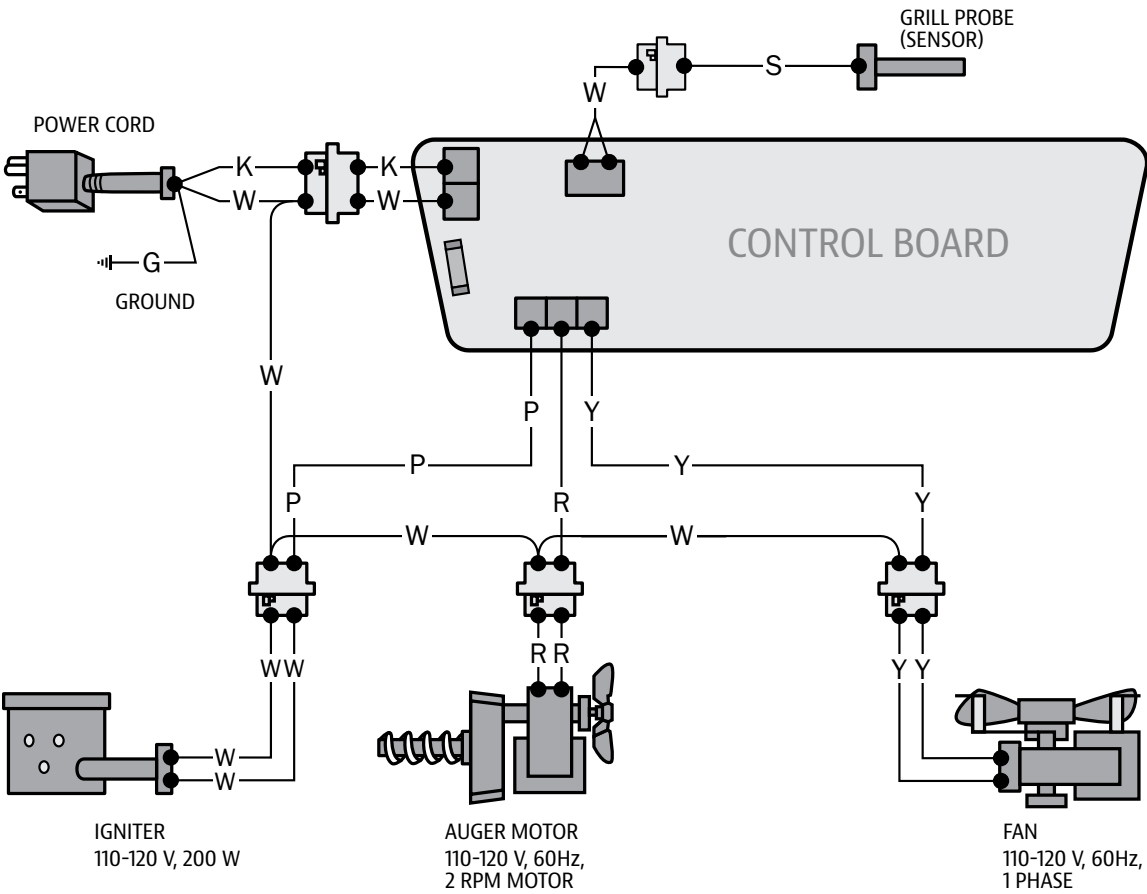 GRILL PROBE
(SENSOR)
S
W
POWER CORD
K
K
W
W
CONTROL BOARD
G
GROUND
W
P
Y
P
Y
P
R
Y
W
W
W W
R R
Y Y
W
W
IGNITER
110-120 V, 200 W
AUGER MOTOR
110-120 V, 60Hz,
2 RPM MOTOR
FAN
110-120 V, 60Hz,
1 PHASE